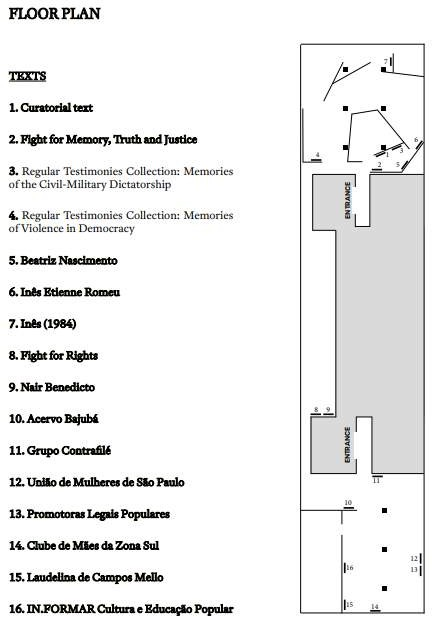 FLOOR PLAN
TEXTS
1. Curatorial text
2. Fight for Memory, Truth and Justice
3. Regular Testimonies Collection: Memories
of the Civil-Military Dictatorship
4. Regular Testimonies Collection: Memories
of Violence in Democracy
5. Beatriz Nascimento
6. Inês Etienne Romeu
7. Inês (1984)
8. Fight for Rights
9. Nair Benedicto
10. Acervo Bajubá
11. Grupo Contrafilé
12. União de Mulheres de São Paulo
13. Promotoras Legais Populares
14. Clube de Mães da Zona Sul
15. Laudelina de Campos Mello
16. IN.FORMAR Cultura e Educação Popular
7
6
3
1
4
2
5
ENTRANCE
8 9
ENTRANCE
11
10
12
16
13
15
14